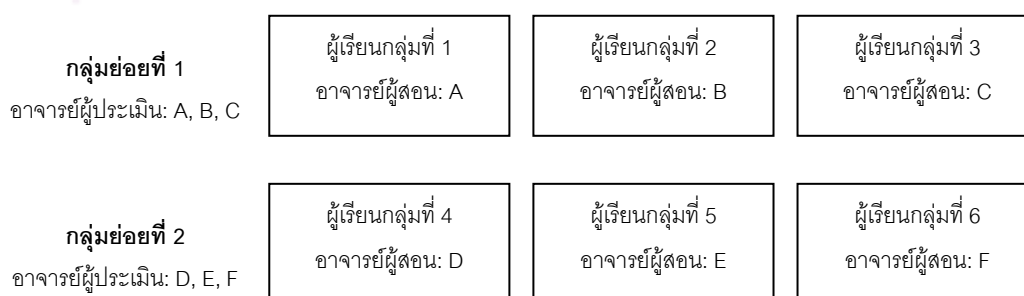 กลุ่มย่อยที่ 1
อาจารย์ผู้ประเมิน: A, B, C
ผู้เรียนกลุ่มที่ 1
อาจารย์ผู้สอน: A
ผู้เรียนกลุ่มที่ 2
อาจารย์ผู้สอน: B
ผู้เรียนกลุ่มที่ 3
อาจารย์ผู้สอน: C
กลุ่มย่อยที่ 2
อาจารย์ผู้ประเมิน: D, E, F
ผู้เรียนกลุ่มที่ 4
อาจารย์ผู้สอน: D
ผู้เรียนกลุ่มที่ 5
อาจารย์ผู้สอน: E
ผู้เรียนกลุ่มที่ 6
อาจารย์ผู้สอน: F